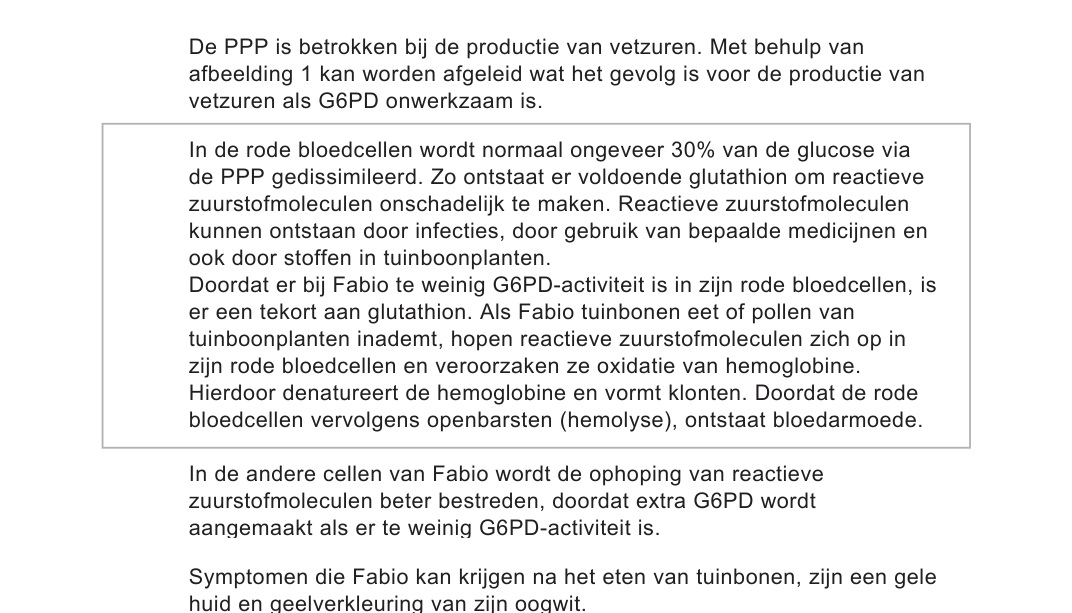 De PPP is betrokken bij de productie van vetzuren. Met behulp van
afbeelding 1 kan worden afgeleid wat het gevolg is voor de productie van
vetzuren als G6PD onwerkzaam is.
In de rode bloedcellen wordt normaal ongeveer 30% van de glucose via
de PPP gedissimileerd. Zo ontstaat er voldoende glutathion om reactieve
zuurstofmoleculen onschadelijk te maken. Reactieve zuurstofmoleculen
kunnen ontstaan door infecties, door gebruik van bepaalde medicijnen en
ook door stoffen in tuinboonplanten.
Doordat er bij Fabio te weinig G6PD-activiteit is in zijn rode bloedcellen, is
er een tekort aan glutathion. Als Fabio tuinbonen eet of pollen van
tuinboonplanten inademt, hopen reactieve zuurstofmoleculen zich op in
zijn rode bloedcellen en veroorzaken ze oxidatie van hemoglobine.
Hierdoor denatureert de hemoglobine en vormt klonten. Doordat de rode
bloedcellen vervolgens openbarsten (hemolyse), ontstaat bloedarmoede.
In de andere cellen van Fabio wordt de ophoping van reactieve
zuurstofmoleculen beter bestreden, doordat extra G6PD wordt
aangemaakt als er te weinig G6PD-activiteit is.
Symptomen die Fabio kan krijgen na het eten van tuinbonen, zijn een gele
huid en geelverkleuring van zijn oogwit.